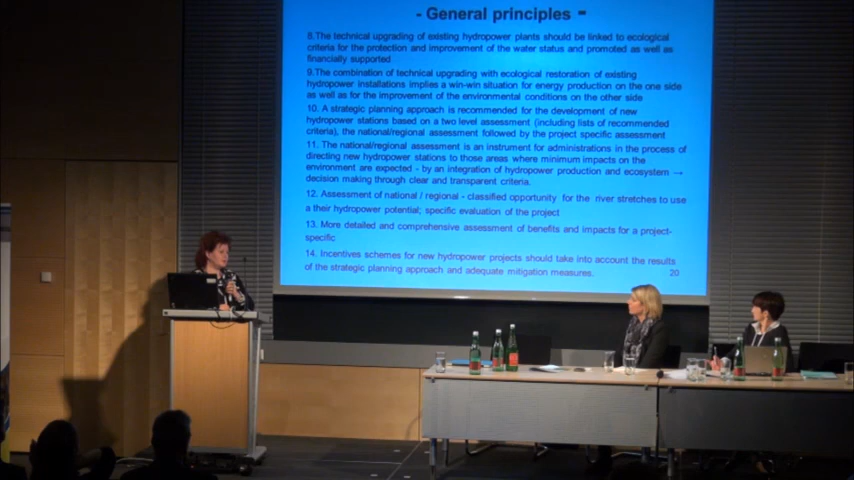 - General principles -
8.The technical upgrading of existing hydropower plants should be linked to ecological
criteria for the protection and improvement of the water status and promoted as well as
financially supported
9.The combination of technical upgrading with ecological restoration of existing
hydropower installations implies a win-win situation for energy production on the one side
as well as for the improvement of the environmental conditions on the other side
10. A strategic planning approach is recommended for the development of new
hydropower stations based on a two level assessment (including lists of recommended
criteria), the national/regional assessment followed by the project specific assessment
11. The national/regional assessment is an instrument for administrations in the process of
directing new hydropower stations to those areas where minimum impacts on the
environment are expected - by an integration of hydropower production and ecosystem →
decision making through clear and transparent criteria.
12. Assessment of national / regional - classified opportunity for the river stretches to use
a their hydropower potential; specific evaluation of the project
13. More detailed and comprehensive assessment of benefits and impacts for a project-
specific
14. Incentives schemes for new hydropower projects should take into account the results
of the strategic planning approach and adequate mitigation measures.
20